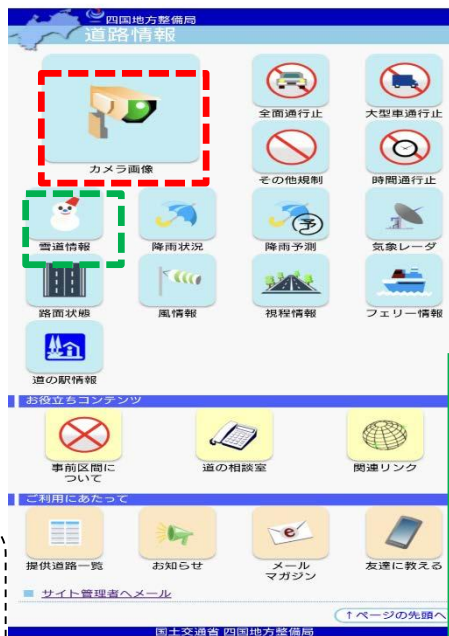 四国地方整備局
道路情報
カメラ画像
全面通行止
大型車通行止
その他規制
時間通行止
雪道情報
降雨状況
予
降雨予測
気象レーダ
路面状態
風情報
視程情報
フェリー情報
道の駅情報
お役立ちコンテンツ
事前区間に
ついて
道の相談室
関連リンク
ご利用にあたって
提供道路一覧
お知らせ
e
メール
マガジン
友達に教える
サイト管理者へメール
↑ページの先頭へ
国土交通省 四国地方整備局